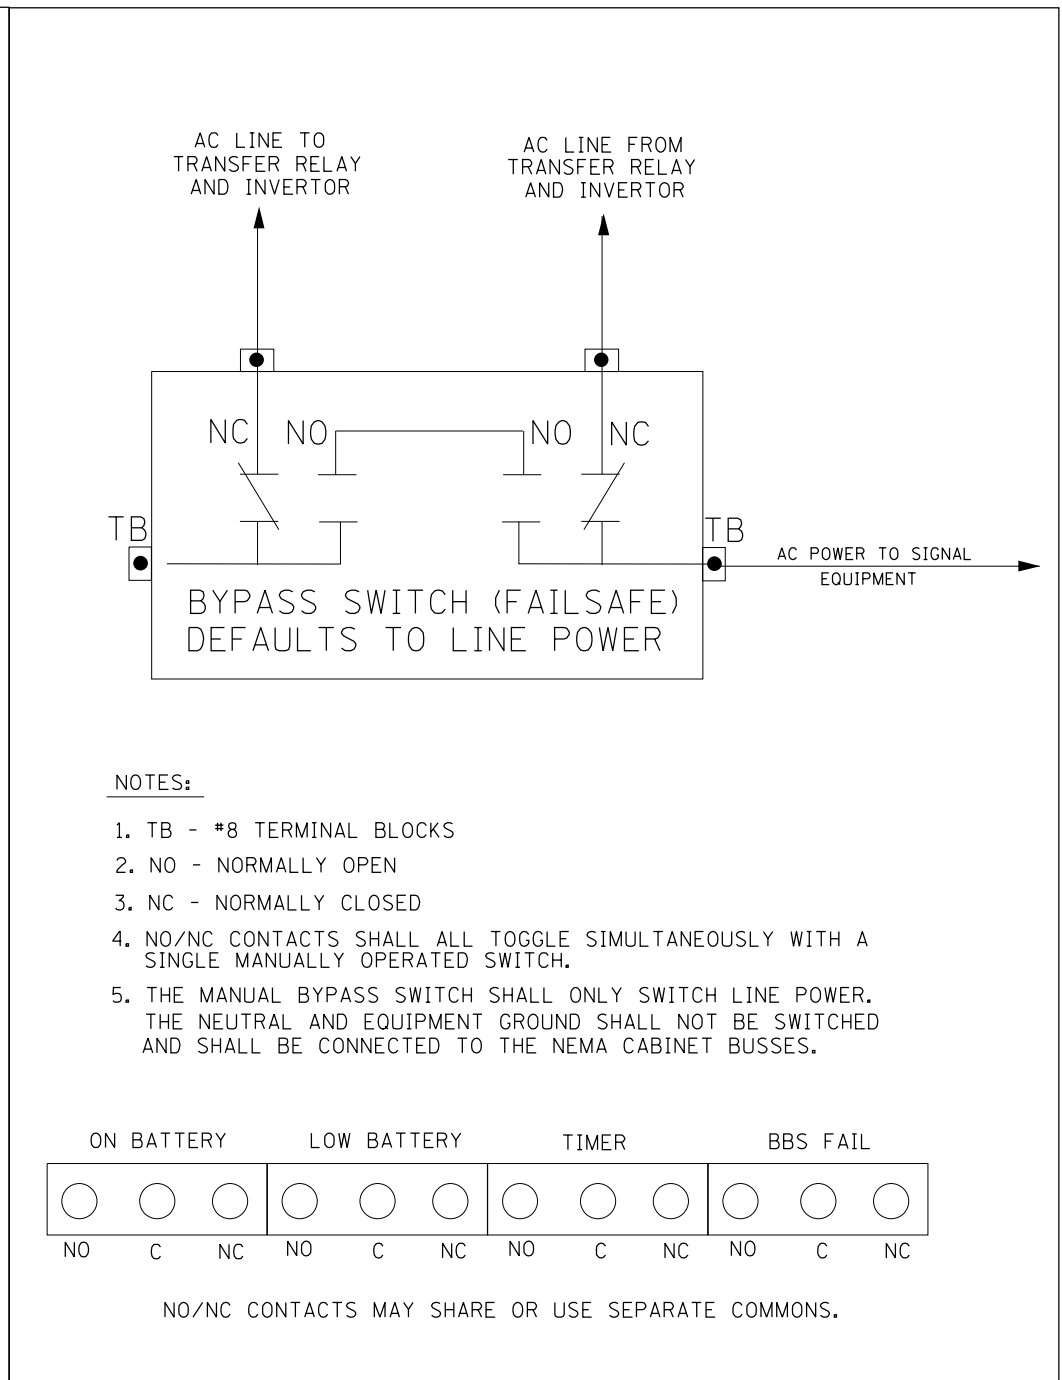 AC LINE TO
TRANSFER RELAY
AND INVERTOR
AC LINE FROM
TRANSFER RELAY
AND INVERTOR
NC NO NO NC
TB TB
AC POWER TO SIGNAL
EQUIPMENT
BYPASS SWITCH (FAILSAFE)
DEFAULTS TO LINE POWER
NOTES:
1. TB - #8 TERMINAL BLOCKS
2. NO - NORMALLY OPEN
3. NC - NORMALLY CLOSED
4. NO/NC CONTACTS SHALL ALL TOGGLE SIMULTANEOUSLY WITH A
SINGLE MANUALLY OPERATED SWITCH.
5. THE MANUAL BYPASS SWITCH SHALL ONLY SWITCH LINE POWER.
THE NEUTRAL AND EQUIPMENT GROUND SHALL NOT BE SWITCHED
AND SHALL BE CONNECTED TO THE NEMA CABINET BUSSES.
ON BATTERY LOW BATTERY TIMER BBS FAIL
NO C NC NO C NC NO C NC NO C NC
NO/NC CONTACTS MAY SHARE OR USE SEPARATE COMMONS.